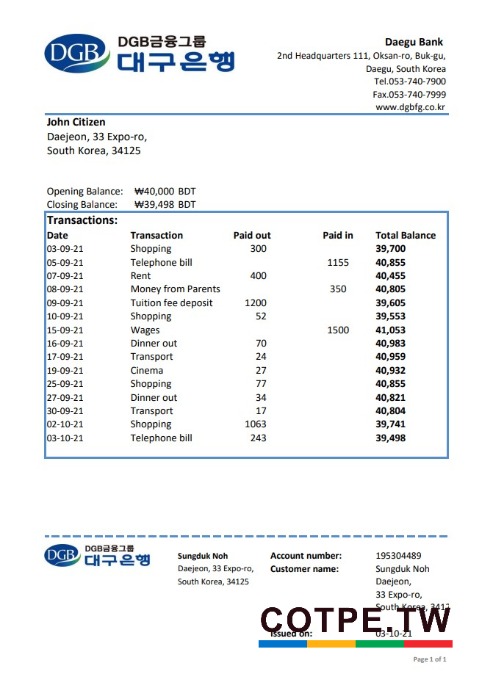 DGB
DGB금융그룹
대구은행
Daegu Bank
2nd Headquarters 111, Oksan-ro, Buk-gu,
Daegu, South Korea
Tel.053-740-7900
Fax.053-740-7999
www.dgbfg.co.kr
John Citizen
Daejeon, 33 Expo-ro,
South Korea, 34125
Opening Balance: ₩40,000 BDT
Closing Balance: ₩39,498 BDT
Transactions:
Date Transaction Paid out Paid in Total Balance
03-09-21 Shopping 300 39,700
05-09-21 Telephone bill 1155 40,855
07-09-21 Rent 400 40,455
08-09-21 Money from Parents 350 40,805
09-09-21 Tuition fee deposit 1200 39,605
10-09-21 Shopping 52 39,553
15-09-21 Wages 1500 41,053
16-09-21 Dinner out 70 40,983
17-09-21 Transport 24 40,959
19-09-21 Cinema 27 40,932
25-09-21 Shopping 77 40,855
27-09-21 Dinner out 34 40,821
30-09-21 Transport 17 40,804
02-10-21 Shopping 1063 39,741
03-10-21 Telephone bill 243 39,498
DGB
DGB금융그룹
대구은행
Sungduk Noh
Daejeon, 33 Expo-ro,
South Korea, 34125
Account number: 195304489
Customer name: Sungduk Noh
Daejeon,
33 Expo-ro,
South Korea,
COTPE.TW
Issued on: 03-10-21
Page 1 of 1